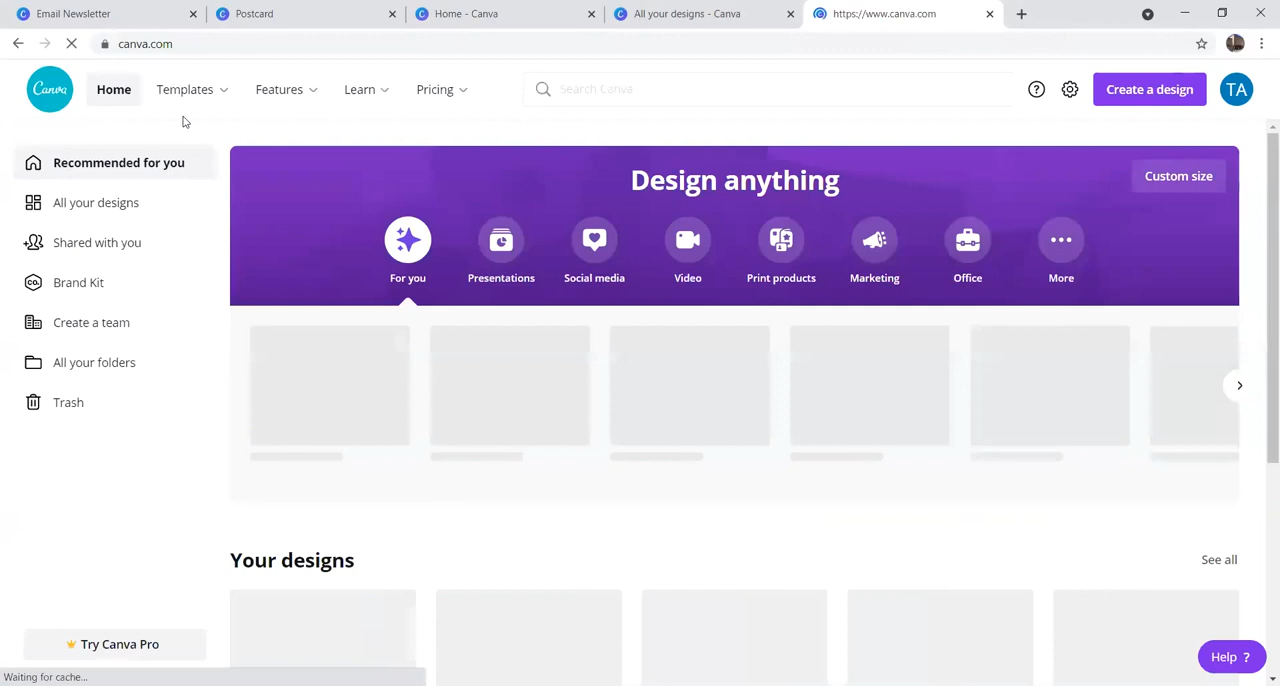 Email Newsletter
Postcard
Home - Canva
All your designs - Canva
https://www.canva.com
canva.com
Canva
Home
Templates
Features
Learn
Pricing
Search Canva
Create a design
TA
Recommended for you
All your designs
Shared with you
CO.
Brand Kit
Create a team
All your folders
Trash
Try Canva Pro
Design anything
Custom size
For you
Presentations
Social media
Video
Print products
Marketing
Office
More
Your designs
See all
Help ?
Waiting for cache...